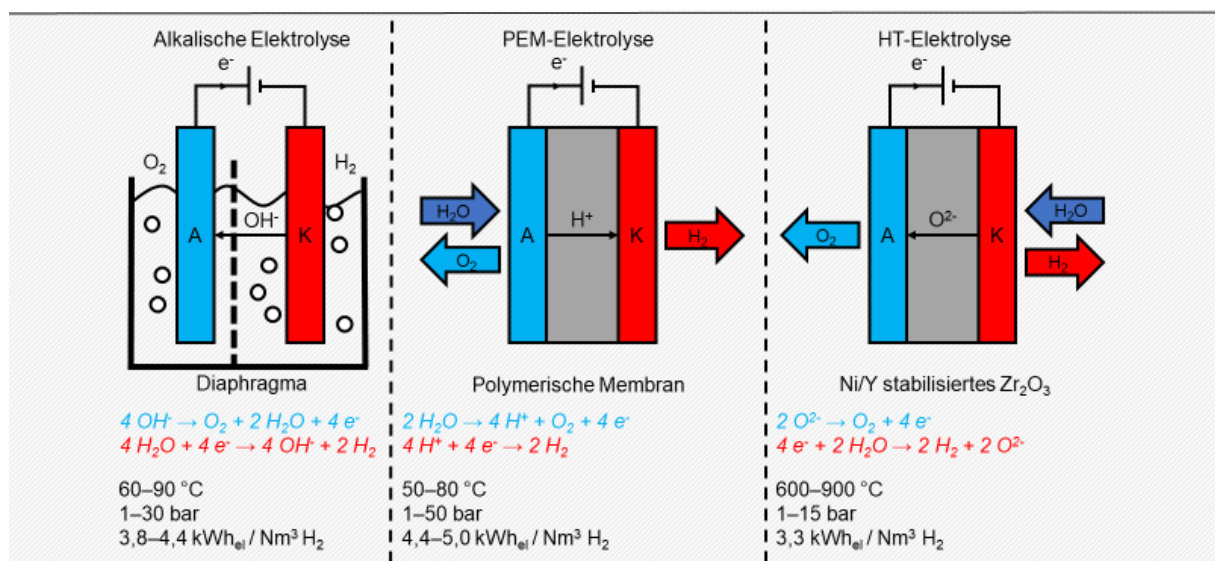 Alkalische Elektrolyse
e⁻
O₂
H₂
OH⁻
A
K
Diaphragma
4 OH⁻ → O₂ + 2 H₂O + 4 e⁻
4 H₂O + 4 e⁻ → 4 OH⁻ + 2 H₂
60–90 °C
1–30 bar
3,8–4,4 kWhₑₗ / Nm³ H₂
PEM-Elektrolyse
e⁻
H₂O
O₂
A
H⁺
K
H₂
Polymerische Membran
2 H₂O → 4 H⁺ + O₂ + 4 e⁻
4 H⁺ + 4 e⁻ → 2 H₂
50–80 °C
1–50 bar
4,4–5,0 kWhₑₗ / Nm³ H₂
HT-Elektrolyse
e⁻
O₂
A
O²⁻
K
H₂O
H₂
Ni/Y stabilisiertes Zr₂O₃
2 O²⁻ → O₂ + 4 e⁻
4 e⁻ + 2 H₂O → 2 H₂ + 2 O²⁻
600–900 °C
1–15 bar
3,3 kWhₑₗ / Nm³ H₂